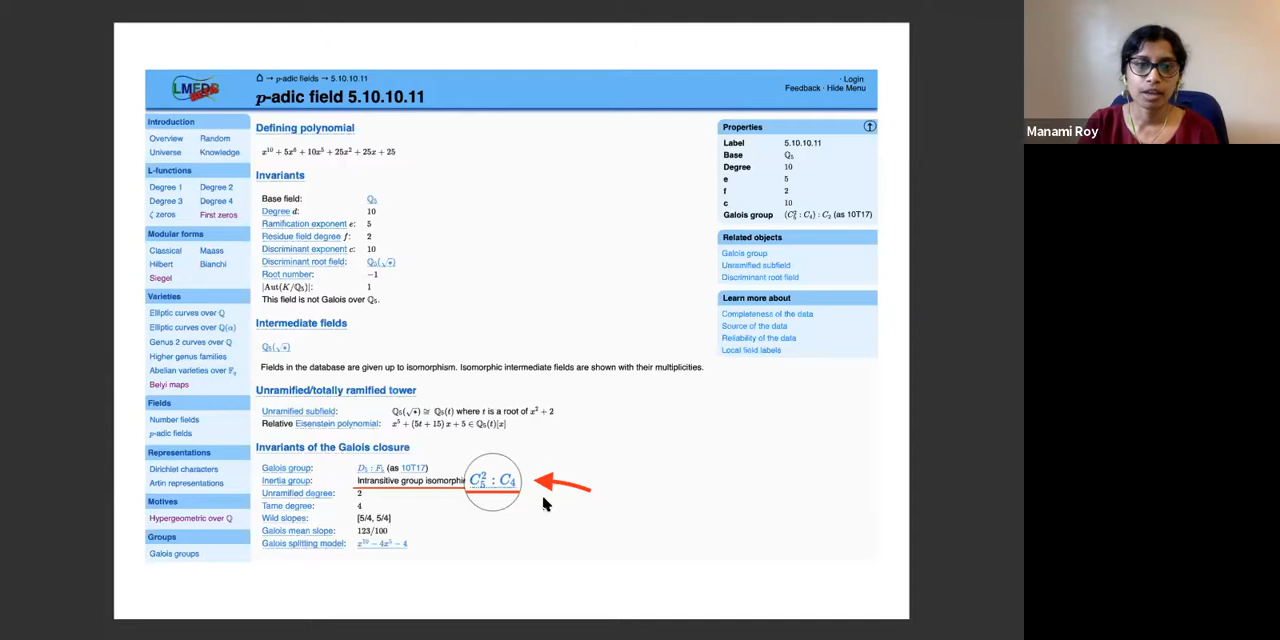 LMFDB
⌂ → p-adic fields → 5.10.10.11
p-adic field 5.10.10.11
· Login
Feedback · Hide Menu
Introduction
Overview Random
Universe Knowledge
L-functions
Degree 1 Degree 2
Degree 3 Degree 4
ζ zeros First zeros
Modular forms
Classical Maass
Hilbert Bianchi
Siegel
Varieties
Elliptic curves over ℚ
Elliptic curves over ℚ(α)
Genus 2 curves over ℚ
Higher genus families
Abelian varieties over 𝔽q
Belyi maps
Fields
Number fields
p-adic fields
Representations
Dirichlet characters
Artin representations
Motives
Hypergeometric over ℚ
Groups
Galois groups
Defining polynomial
Invariants
Base field: ℚ₅
Degree d: 10
Ramification exponent e: 5
Residue field degree f: 2
Discriminant exponent c: 10
Discriminant root field: ℚ₅(√*)
Root number: −1
|Aut(K/ℚ₅)|: 1
This field is not Galois over ℚ₅.
Intermediate fields
ℚ₅(√*)
Fields in the database are given up to isomorphism. Isomorphic intermediate fields are shown with their multiplicities.
Unramified/totally ramified tower
Unramified subfield: ℚ₅(√*) ≅ ℚ₅(t) where t is a root of x² + 2
Relative Eisenstein polynomial: x⁵ + (5t + 15) x + 5 ∈ ℚ₅(t)[x]
Invariants of the Galois closure
Galois group: D₅ : F₅ (as 10T17)
Inertia group: Intransitive group isomorphic C₅² : C₄
Unramified degree: 2
Tame degree: 4
Wild slopes: [5/4, 5/4]
Galois mean slope: 123/100
Galois splitting model: x¹⁰ − 4x⁵ − 4
Properties
Label 5.10.10.11
Base ℚ₅
Degree 10
e 5
f 2
c 10
Galois group (C₅² : C₄) : C₂ (as 10T17)
Related objects
Galois group
Unramified subfield
Discriminant root field
Learn more about
Completeness of the data
Source of the data
Reliability of the data
Local field labels
Manami Roy